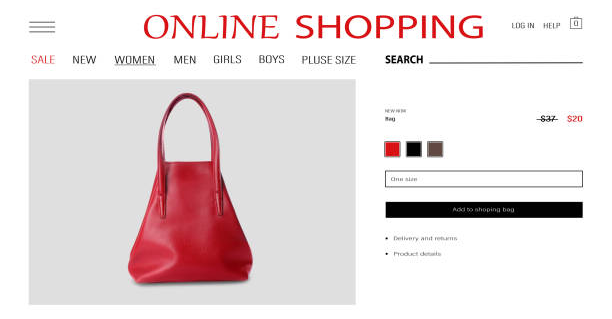 ONLINE SHOPPING
LOG IN HELP 0
SALE NEW WOMEN MEN GIRLS BOYS PLUSE SIZE SEARCH
NEW NOW
Bag $37 $20
One size
Add to shoping bag
• Delivery and returns
• Product details